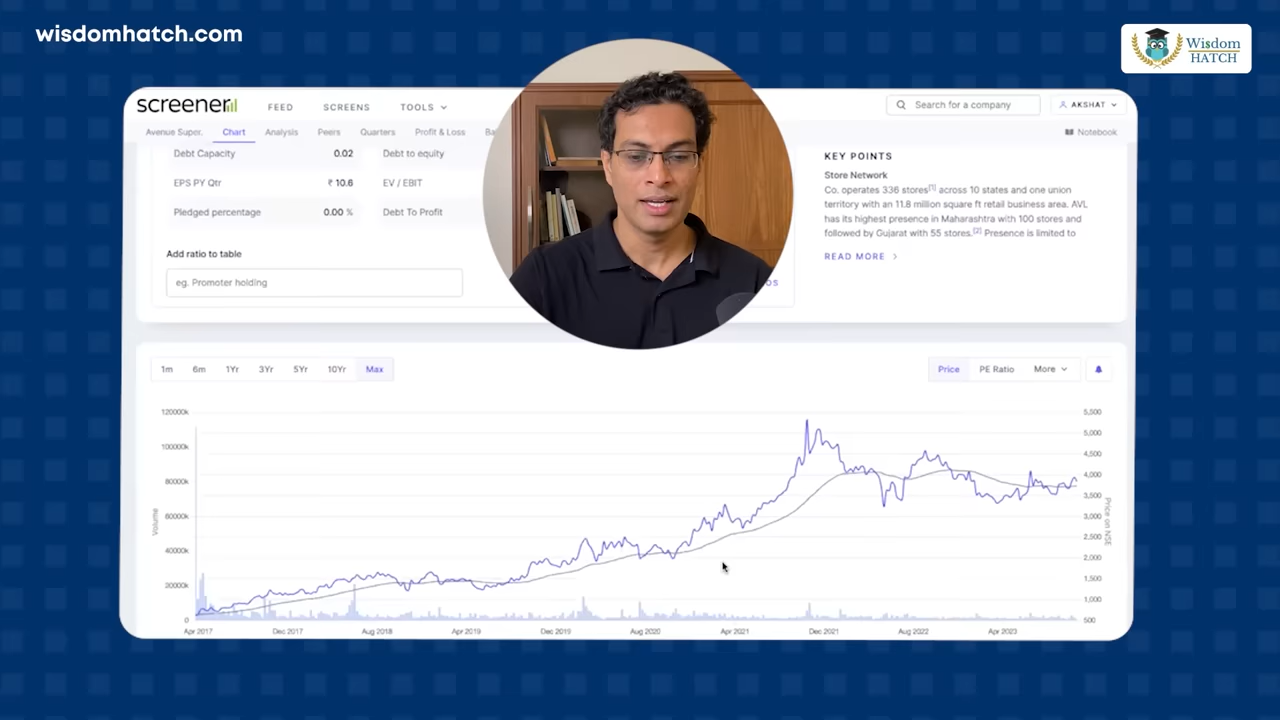 wisdomhatch.com
Wisdom
HATCH
screener
FEED
SCREENS
TOOLS
Search for a company
AKSHAT
Avenue Super.
Chart
Analysis
Peers
Quarters
Profit & Loss
Notebook
Debt Capacity
0.02
Debt to equity
EPS PY Qtr
₹ 10.6
EV / EBIT
Pledged percentage
0.00 %
Debt To Profit
Add ratio to table
eg. Promoter holding
KEY POINTS
Store Network
Co. operates 336 stores[1] across 10 states and one union
territory with an 11.8 million square ft retail business area. AVL
has its highest presence in Maharashtra with 100 stores and
followed by Gujarat with 55 stores.[2] Presence is limited to
READ MORE
1m 6m 1Yr 3Yr 5Yr 10Yr Max
Price PE Ratio More
120000k
100000k
80000k
60000k
40000k
20000k
0
Volume
5,500
5,000
4,500
4,000
3,500
3,000
2,500
2,000
1,500
1,000
500
Price on NSE
Apr 2017 Dec 2017 Aug 2018 Apr 2019 Dec 2019 Aug 2020 Apr 2021 Dec 2021 Aug 2022 Apr 2023